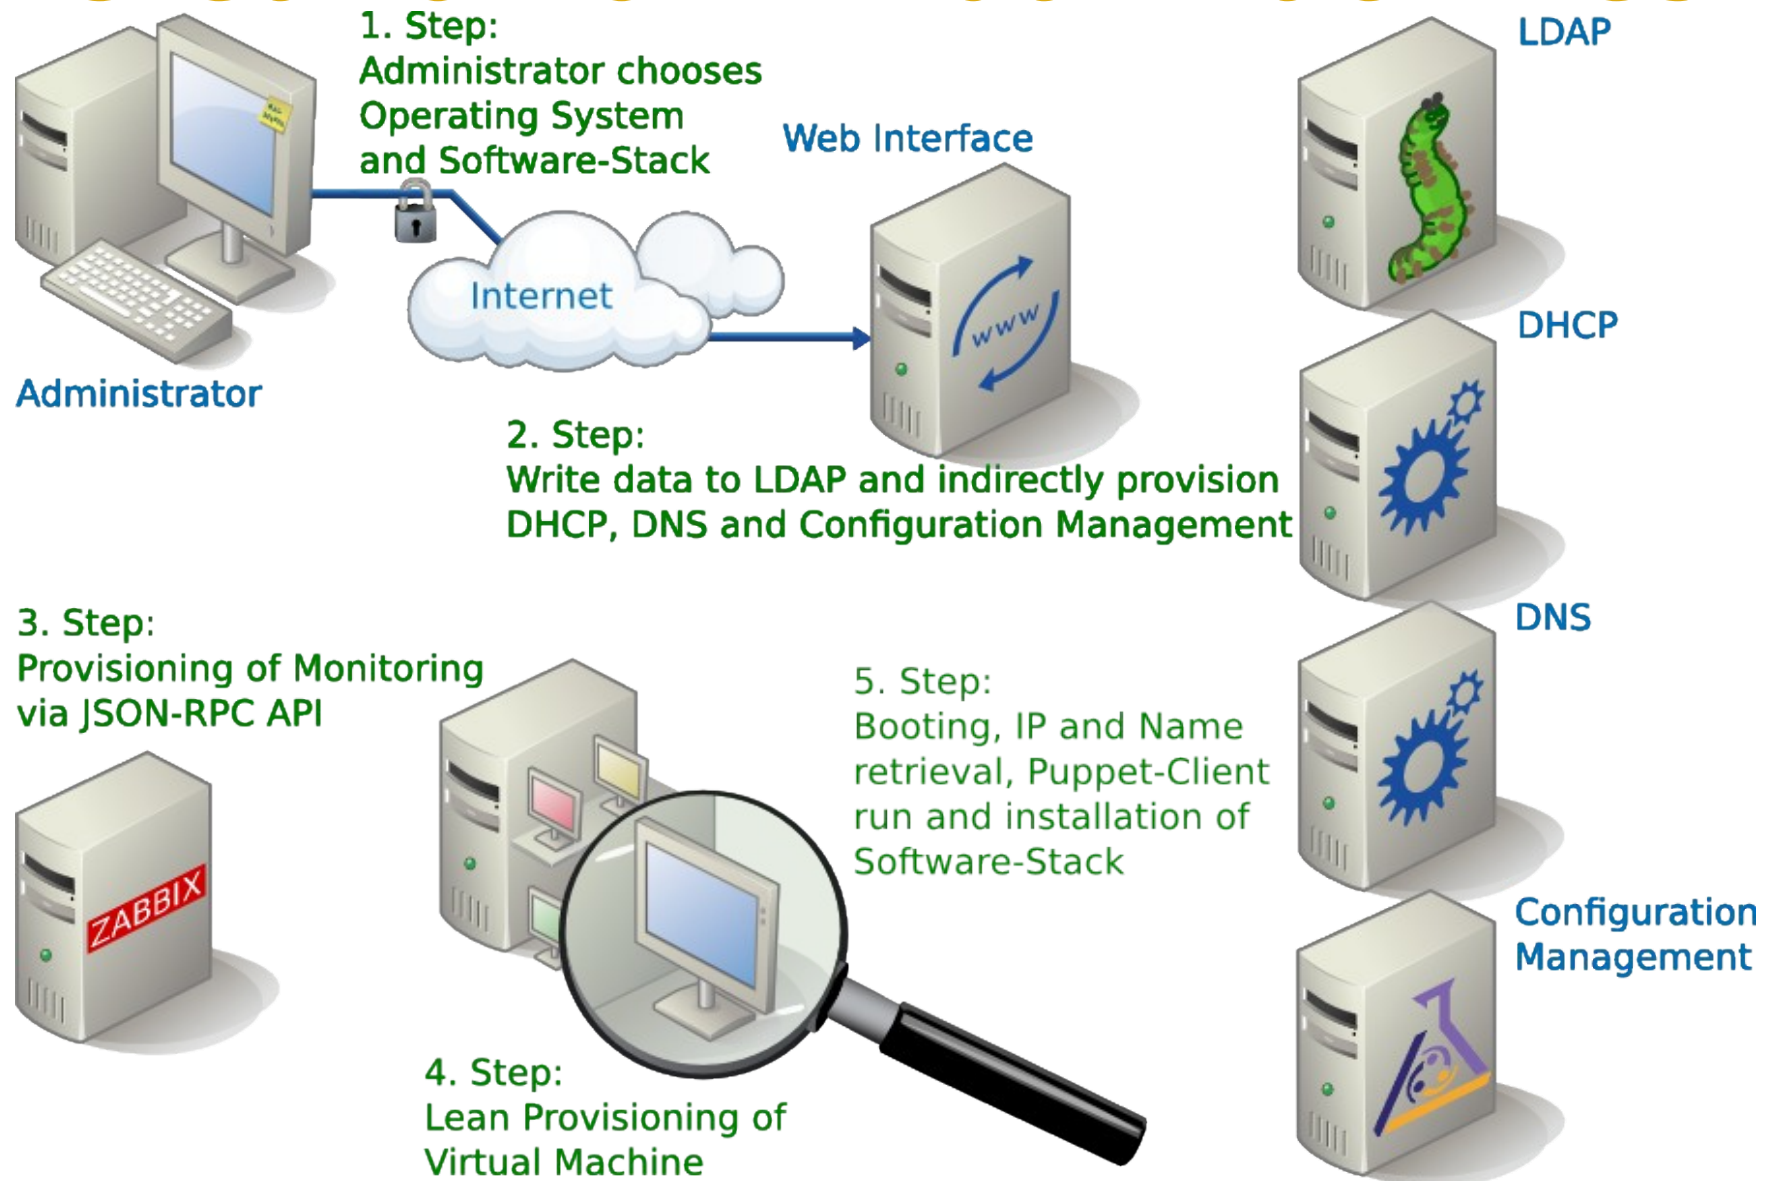 1. Step:
Administrator chooses
Operating System
and Software-Stack
Web Interface
LDAP
Internet
www
Administrator
DHCP
2. Step:
Write data to LDAP and indirectly provision
DHCP, DNS and Configuration Management
DNS
3. Step:
Provisioning of Monitoring
via JSON-RPC API
ZABBIX
5. Step:
Booting, IP and Name
retrieval, Puppet-Client
run and installation of
Software-Stack
Configuration
Management
4. Step:
Lean Provisioning of
Virtual Machine